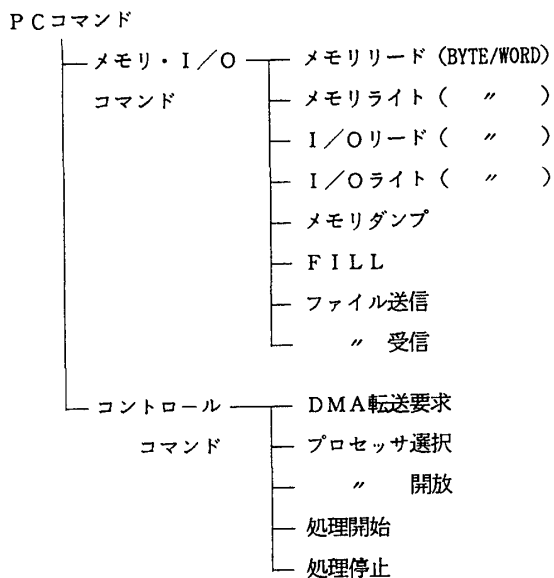 PCコマンド
メモリ・I/O メモリリード(BYTE/WORD)
コマンド メモリライト( 〃 )
I/Oリード( 〃 )
I/Oライト( 〃 )
メモリダンプ
FILL
ファイル送信
〃 受信
コントロール DMA転送要求
コマンド プロセッサ選択
〃 開放
処理開始
処理停止